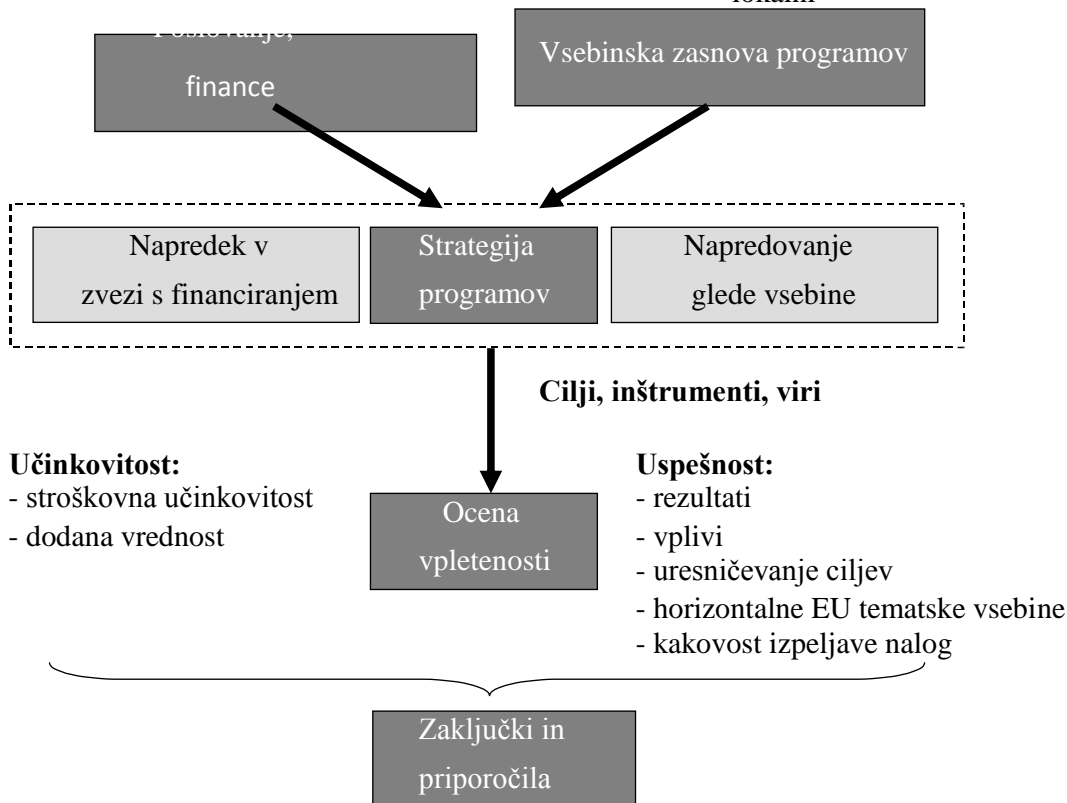 finance
Vsebinska zasnova programov
Napredek v
zvezi s financiranjem
Strategija
programov
Napredovanje
glede vsebine
Cilji, inštrumenti, viri
Učinkovitost:
- stroškovna učinkovitost
- dodana vrednost
Ocena
vpletenosti
Uspešnost:
- rezultati
- vplivi
- uresničevanje ciljev
- horizontalne EU tematske vsebine
- kakovost izpeljave nalog
Zaključki in
priporočila